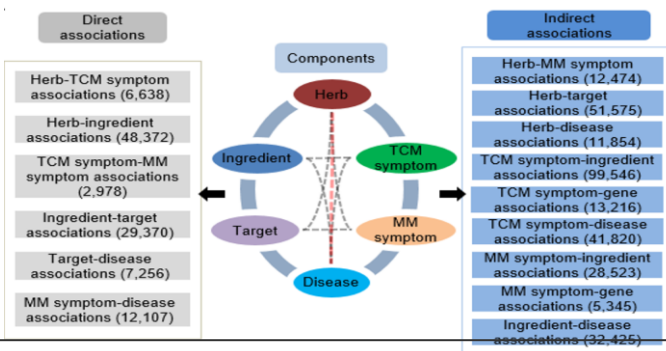 Direct
associations
Herb-TCM symptom
associations (6,638)
Herb-ingredient
associations (48,372)
TCM symptom-MM
symptom associations
(2,978)
Ingredient-target
associations (29,370)
Target-disease
associations (7,256)
MM symptom-disease
associations (12,107)
Components
Herb
Ingredient
TCM
symptom
Target
MM
symptom
Disease
Indirect
associations
Herb-MM symptom
associations (12,474)
Herb-target
associations (51,575)
Herb-disease
associations (11,854)
TCM symptom-ingredient
associations (99,546)
TCM symptom-gene
associations (13,216)
TCM symptom-disease
associations (41,820)
MM symptom-ingredient
associations (28,523)
MM symptom-gene
associations (5,345)
Ingredient-disease
associations (32,425)